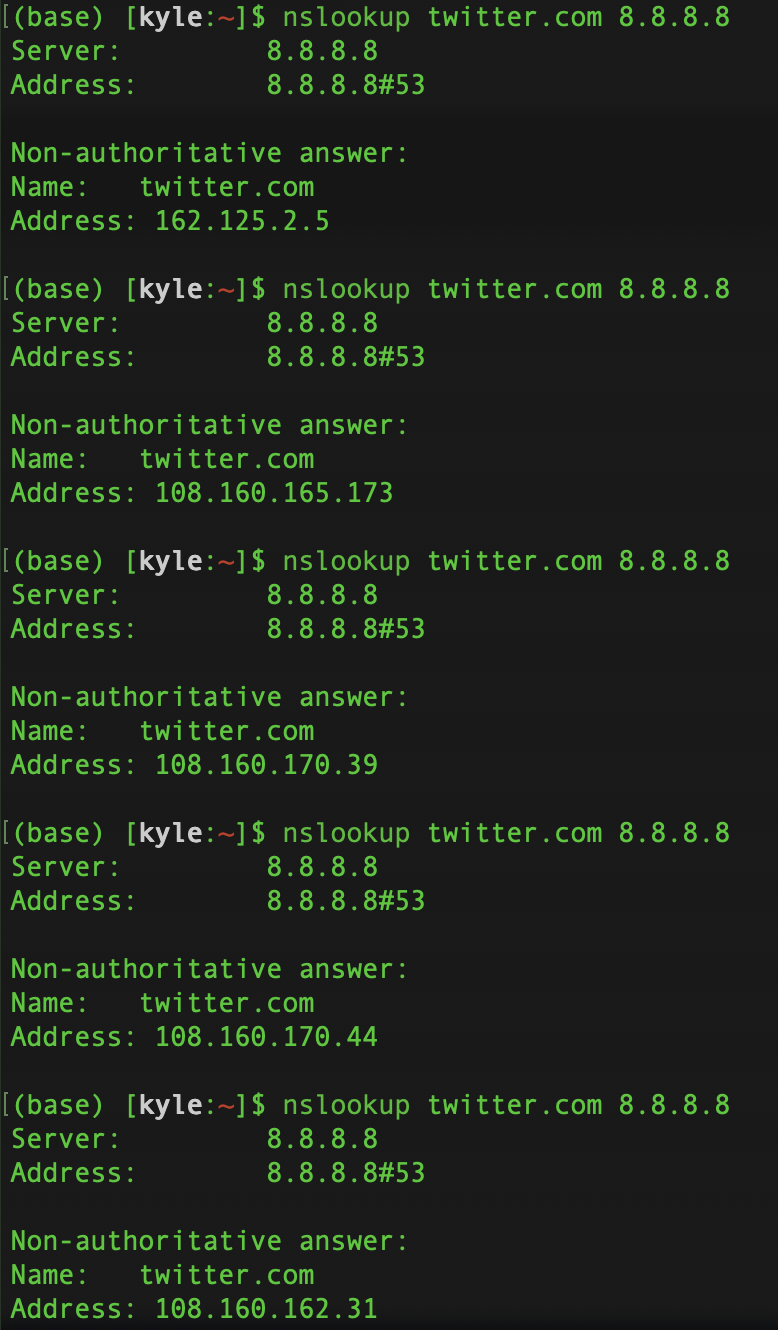 [(base) [kyle:~]$ nslookup twitter.com 8.8.8.8
Server:		8.8.8.8
Address:	8.8.8.8#53
Non-authoritative answer:
Name:	twitter.com
Address: 162.125.2.5
[(base) [kyle:~]$ nslookup twitter.com 8.8.8.8
Server:		8.8.8.8
Address:	8.8.8.8#53
Non-authoritative answer:
Name:	twitter.com
Address: 108.160.165.173
[(base) [kyle:~]$ nslookup twitter.com 8.8.8.8
Server:		8.8.8.8
Address:	8.8.8.8#53
Non-authoritative answer:
Name:	twitter.com
Address: 108.160.170.39
[(base) [kyle:~]$ nslookup twitter.com 8.8.8.8
Server:		8.8.8.8
Address:	8.8.8.8#53
Non-authoritative answer:
Name:	twitter.com
Address: 108.160.170.44
[(base) [kyle:~]$ nslookup twitter.com 8.8.8.8
Server:		8.8.8.8
Address:	8.8.8.8#53
Non-authoritative answer:
Name:	twitter.com
Address: 108.160.162.31